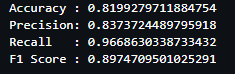 Accuracy : 0.8199279711884754
Precision: 0.8373724489795918
Recall   : 0.9668630338733432
F1 Score : 0.8974709501025291